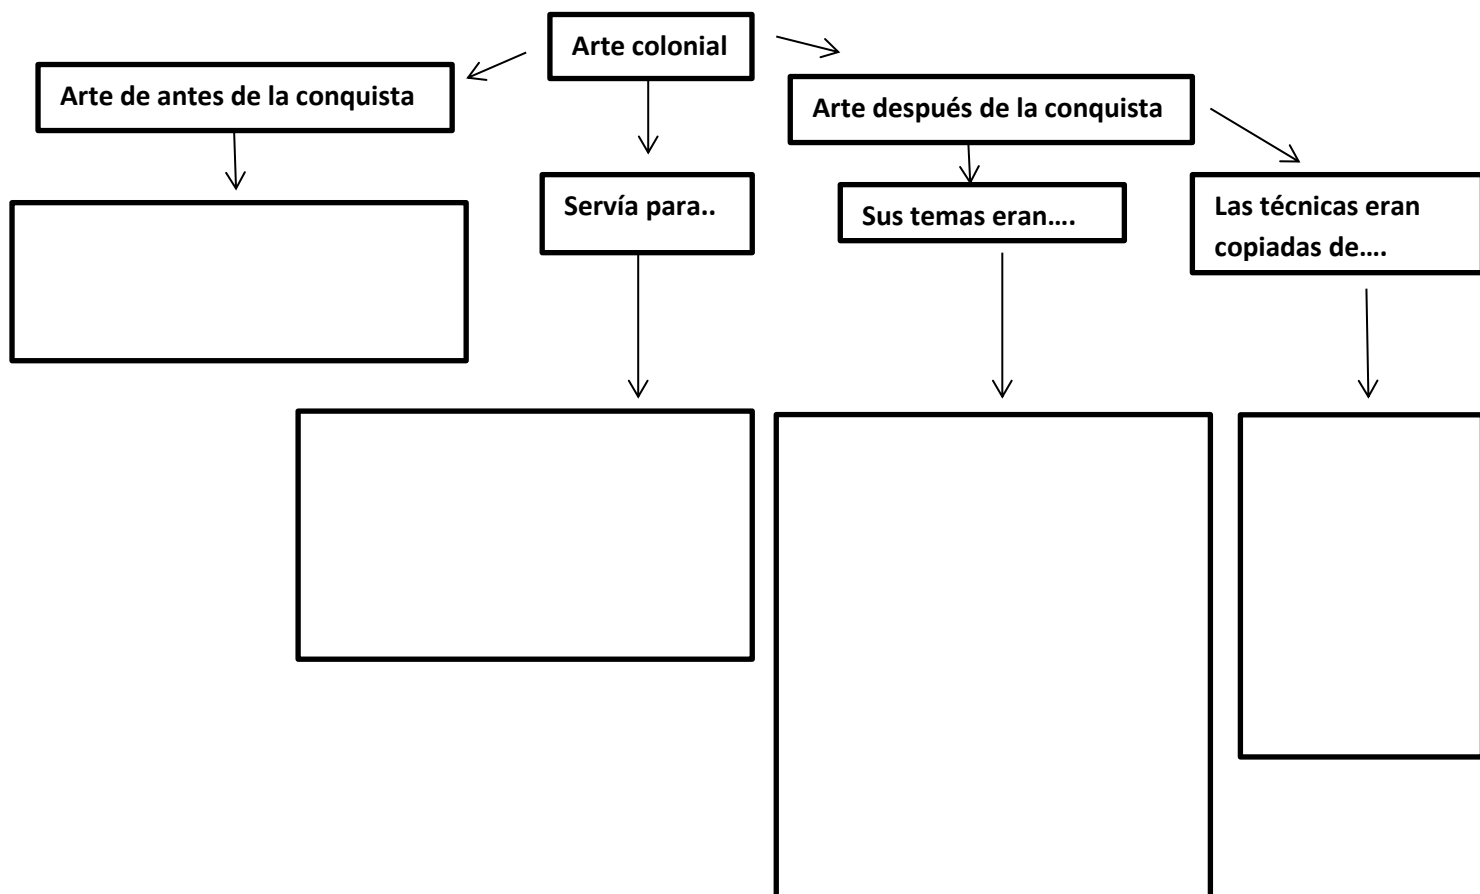 Arte colonial
Arte de antes de la conquista
Arte después de la conquista
Servía para..
Sus temas eran....
Las técnicas eran
copiadas de....